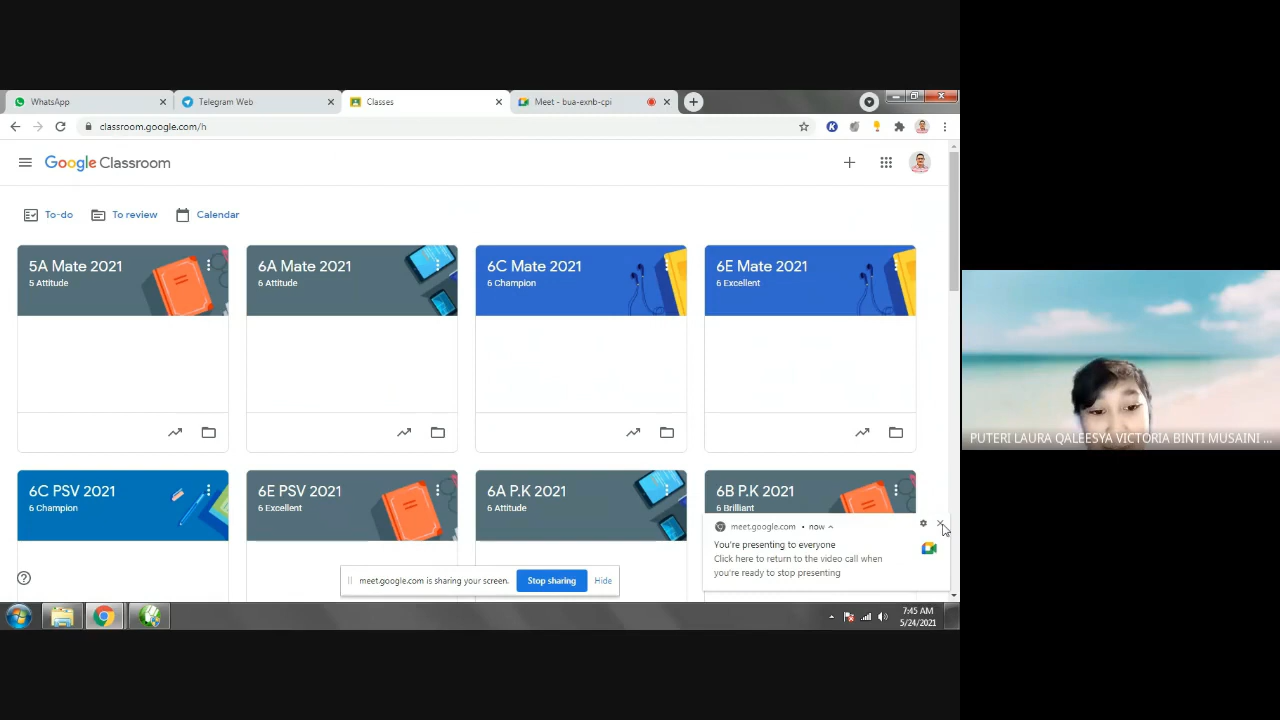 WhatsApp
Telegram Web
Classes
Meet - bua-exnb-cpi
classroom.google.com/h
Google Classroom
To-do
To review
Calendar
5A Mate 2021
5 Attitude
6A Mate 2021
6 Attitude
6C Mate 2021
6 Champion
6E Mate 2021
6 Excellent
6C PSV 2021
6 Champion
6E PSV 2021
6 Excellent
6A P.K 2021
6 Attitude
6B P.K 2021
6 Brilliant
meet.google.com • now
You're presenting to everyone
Click here to return to the video call when
you're ready to stop presenting
meet.google.com is sharing your screen.
Stop sharing
Hide
7:45 AM
5/24/2021
PUTERI LAURA QALEESYA VICTORIA BINTI MUSAINI ...